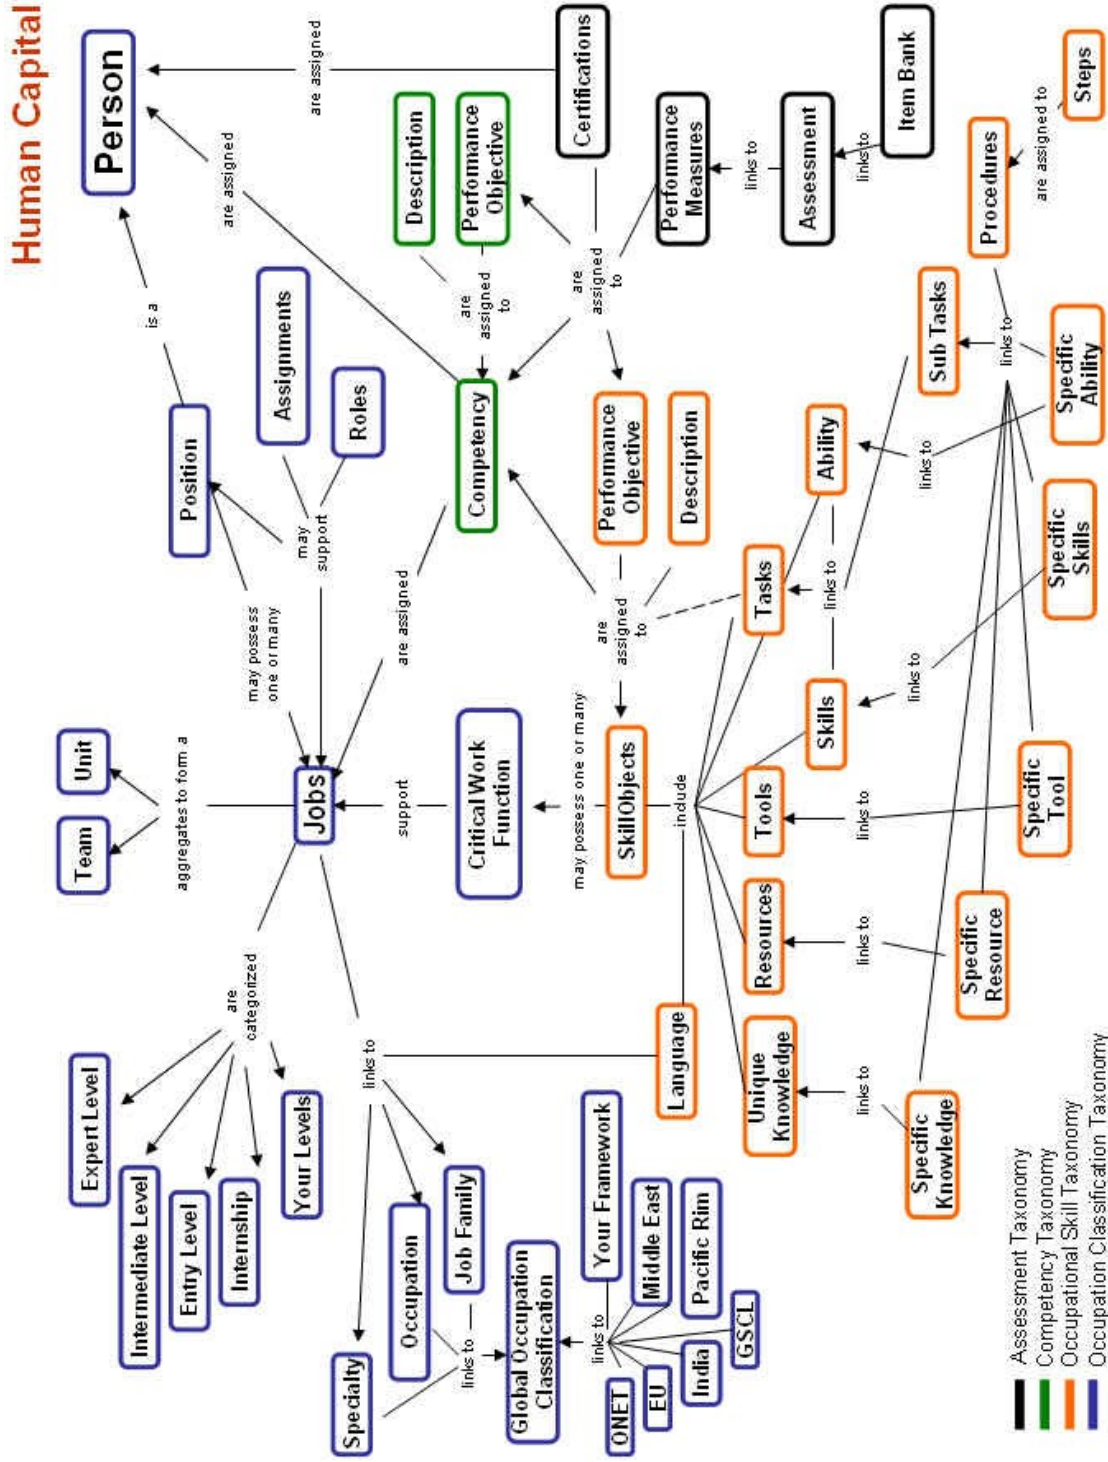 Human Capital
Team
Unit
Expert Level
Person
Intermediate Level
Entry Level
Internship
Your Levels
are
categorized
aggregates to form a
Position
is a
may possess
one or many
are assigned
Assignments
Roles
may
support
Jobs
are assigned
Specialty
Occupation
Job Family
links to
links to
support
are assigned
Description
Perfomance
Objective
are
assigned
to
Competency
Critical Work
Function
Global Occupation
Classification
links to
Your Framework
ONET
EU
India
GSCL
Middle East
Pacific Rim
may possess one or many
are
assigned
to
are
assigned
to
Certifications
SkillObjects
Performance
Objective
Description
Perfomance
Measures
Language
include
links to
Unique
Knowledge
Resources
Tools
Tasks
Assessment
Skills
links to
Ability
links to
Item Bank
links to
links to
links to
links to
links to
Specific
Knowledge
Sub Tasks
Specific
Resource
Procedures
links to
Specific
Tool
Specific
Skills
Specific
Ability
are assigned to
Steps
Assessment Taxonomy
Competency Taxonomy
Occupational Skill Taxonomy
Occupation Classification Taxonomy